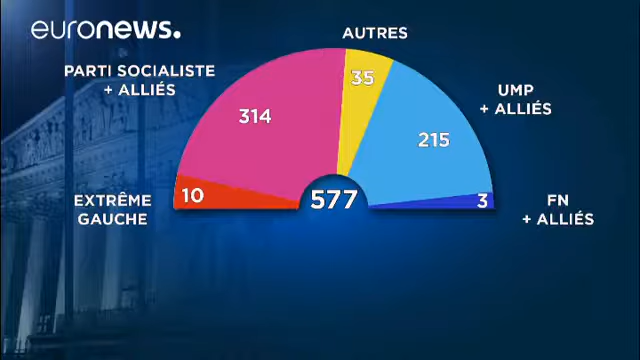 euronews.
AUTRES
PARTI SOCIALISTE
+ ALLIÉS
35
UMP
+ ALLIÉS
314
215
EXTRÊME
GAUCHE
10
577
3
FN
+ ALLIÉS